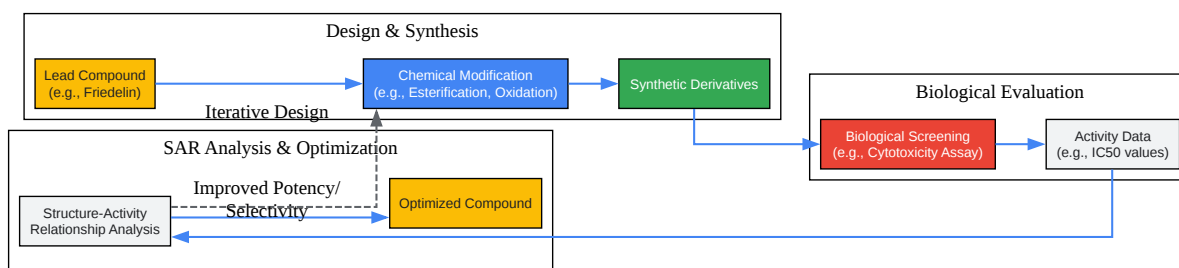 Design & Synthesis
Lead Compound
(e.g., Friedelin)
Chemical Modification
(e.g., Esterification, Oxidation)
Synthetic Derivatives
Iterative Design
Biological Evaluation
Biological Screening
(e.g., Cytotoxicity Assay)
Activity Data
(e.g., IC50 values)
SAR Analysis & Optimization
Improved Potency/
Selectivity
Structure-Activity
Relationship Analysis
Optimized Compound